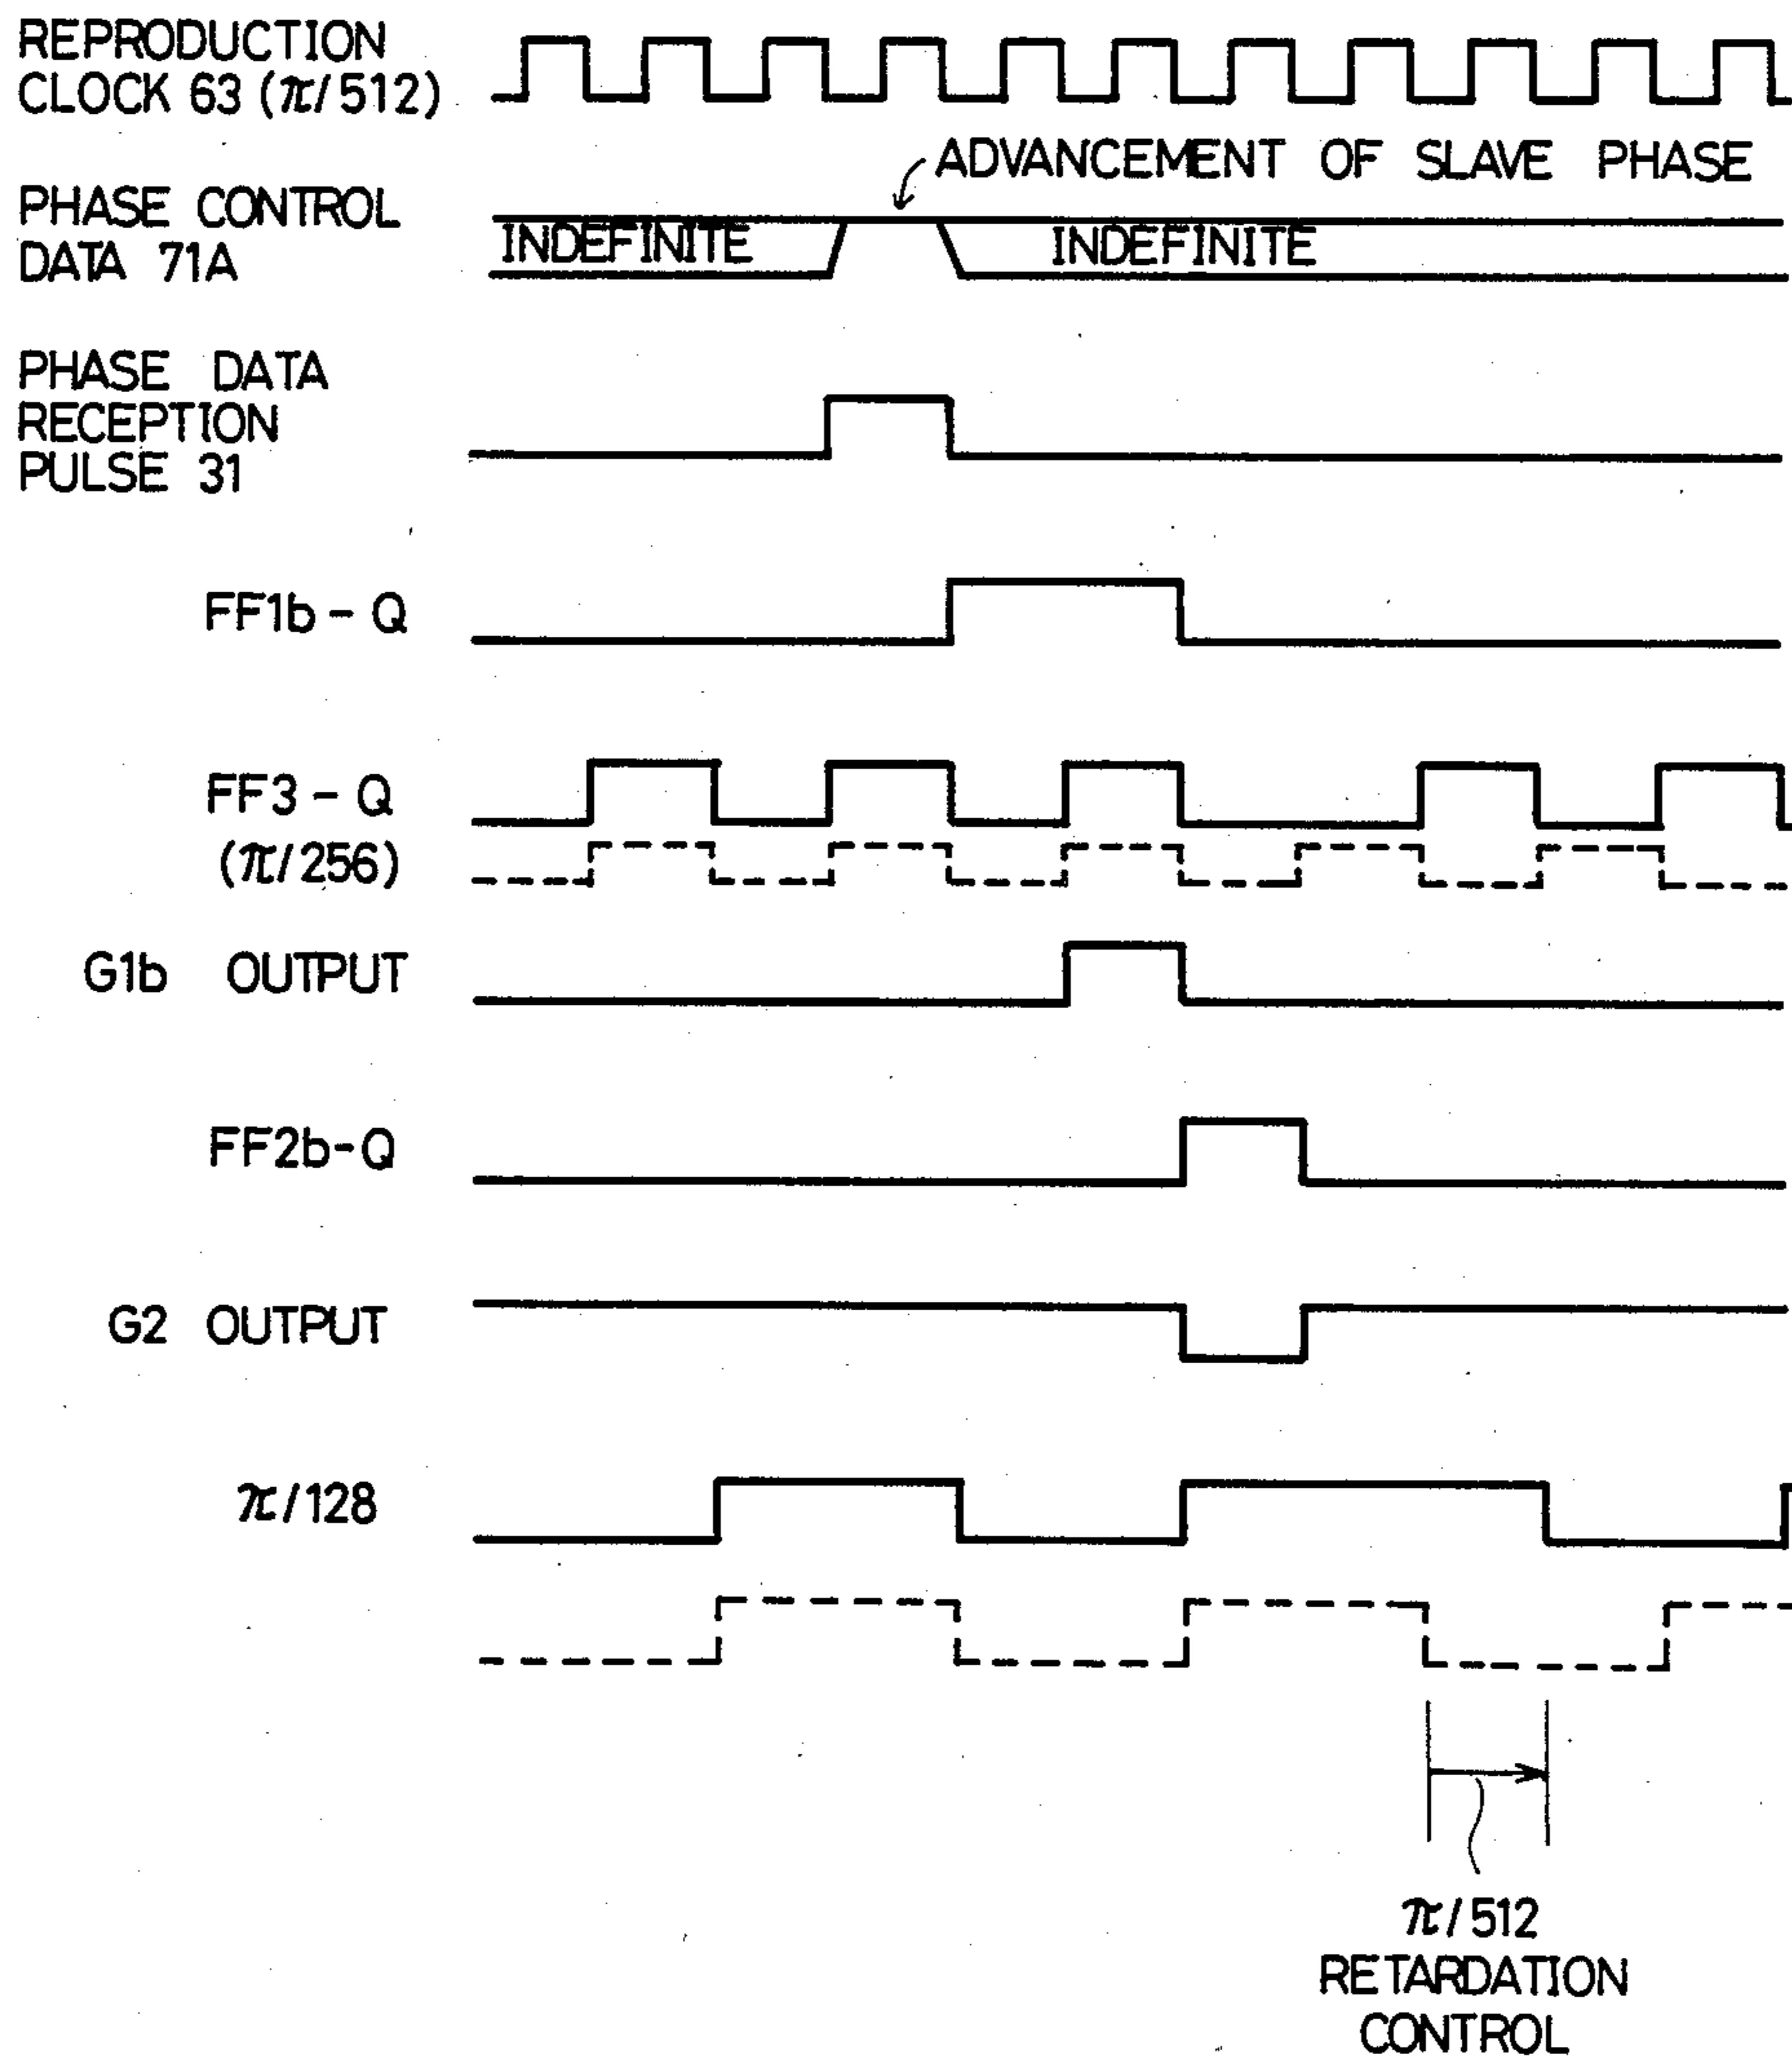 REPRODUCTION
CLOCK 63 (π/512)
ADVANCEMENT OF SLAVE PHASE
PHASE CONTROL
DATA 71A
INDEFINITE
INDEFINITE
PHASE DATA
RECEPTION
PULSE 31
FF1b-Q
FF3-Q
(π/256)
G1b OUTPUT
FF2b-Q
G2 OUTPUT
π/128
π/512
RETARDATION
CONTROL